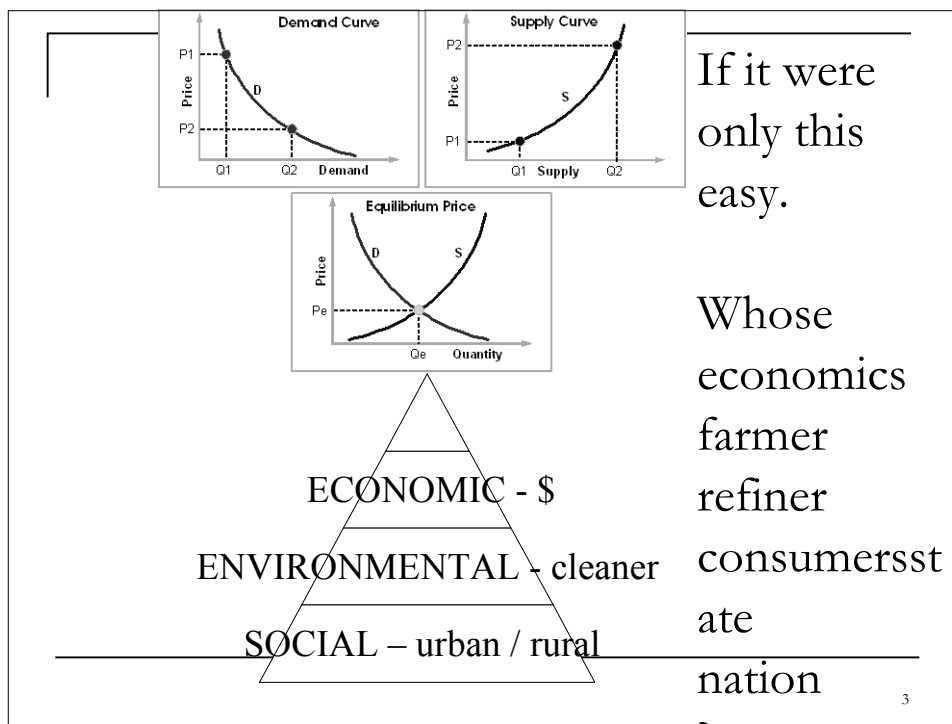 Demand Curve
P1
D
P2
Price
Q1
Q2
Demand
Supply Curve
P2
S
P1
Price
Q1
Supply
Q2
Equilibrium Price
D
S
Price
Pe
Qe
Quantity
If it were
only this
easy.
Whose
economics
farmer
refiner
consumersst
ate
nation
ECONOMIC - $
ENVIRONMENTAL - cleaner
SOCIAL – urban / rural
3